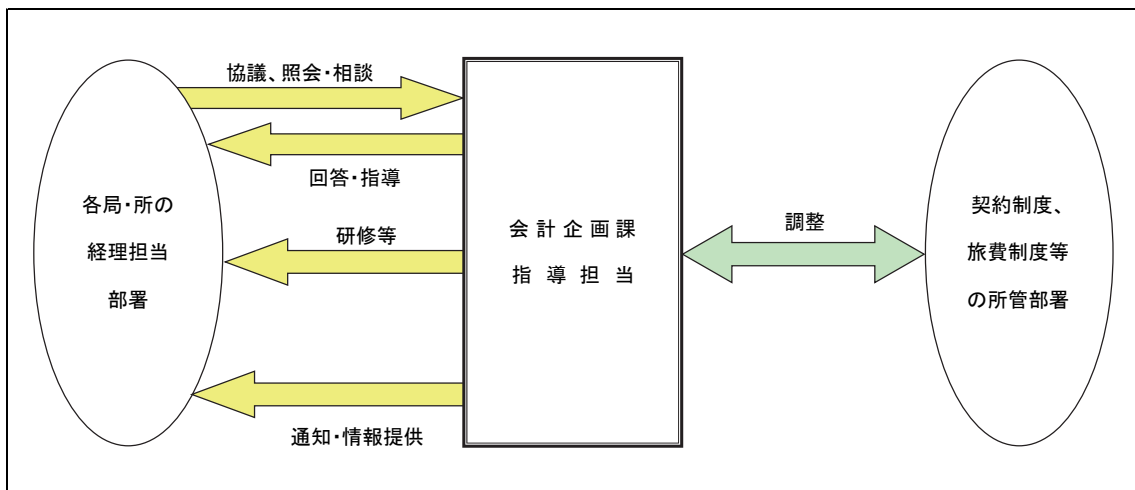 協議、照会・相談
回答・指導
研修等
通知・情報提供
各局・所の
経理担当
部署
会計企画課
指導担当
調整
契約制度、
旅費制度等
の所管部署